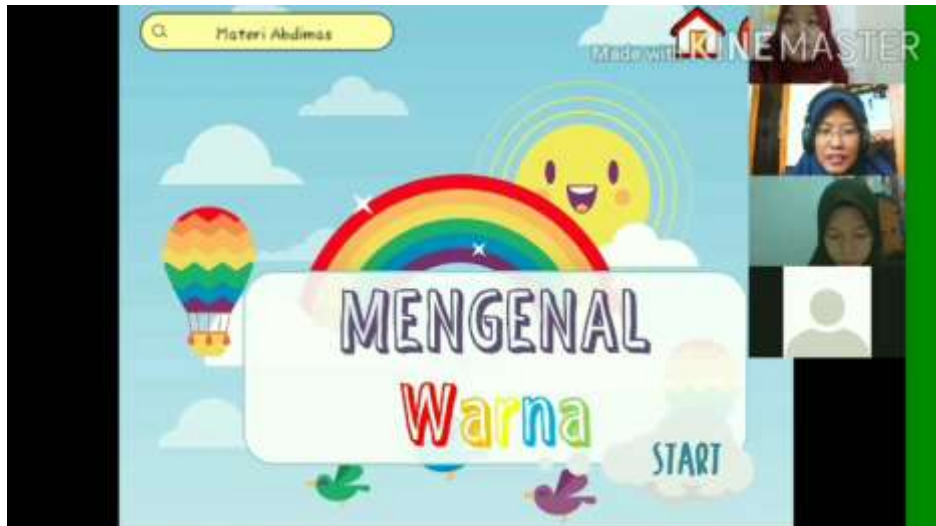 Materi Abdimas
Made with KINEMASTER
MENGENAL
Warna
START